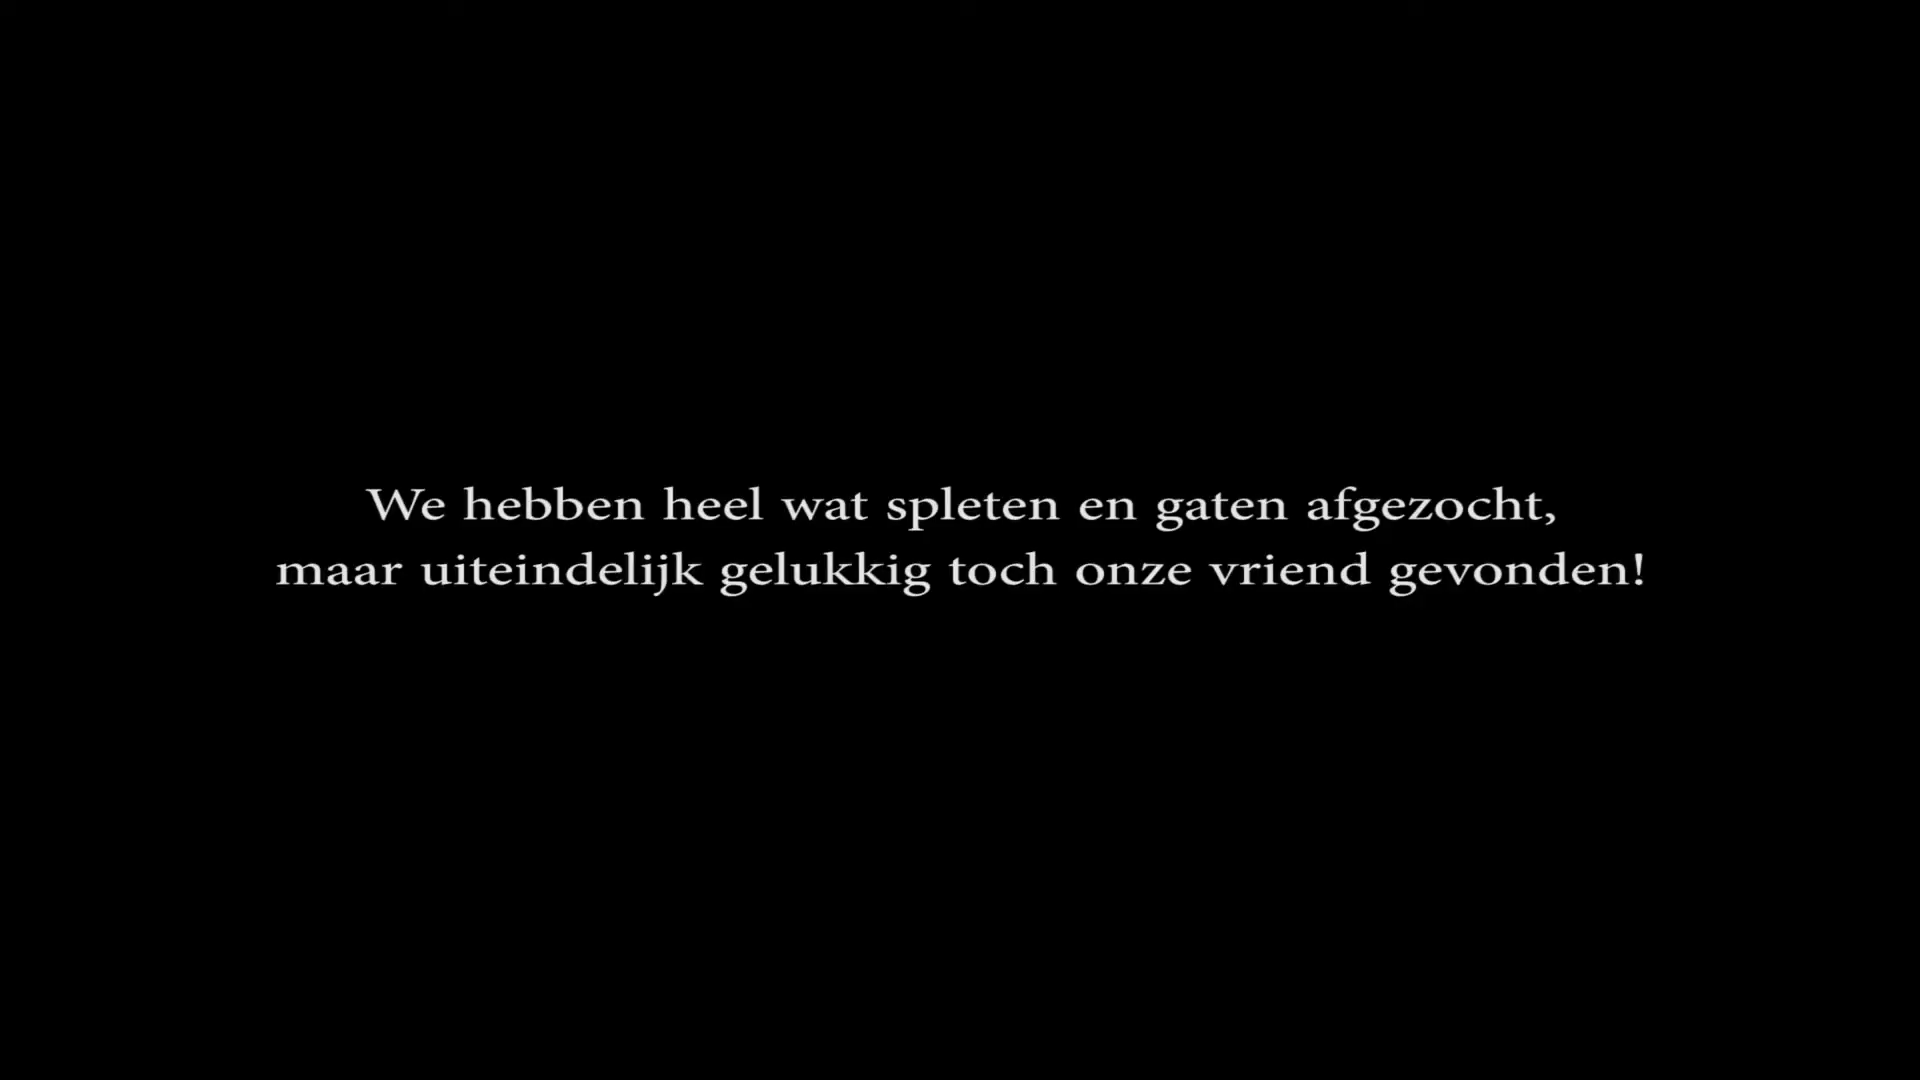 We hebben heel wat spleten en gaten afgezocht,
maar uiteindelijk gelukkig toch onze vriend gevonden!